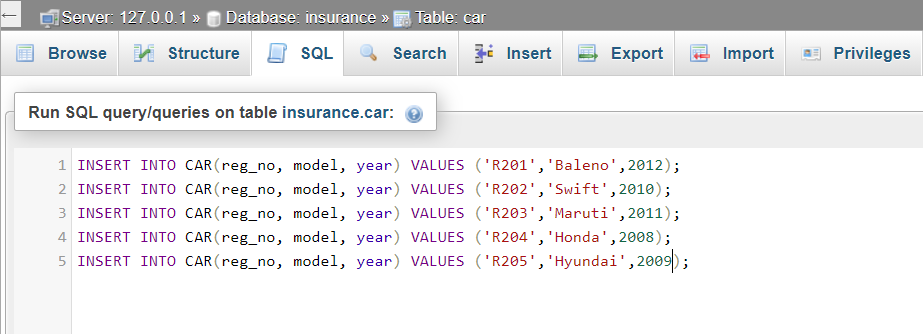 ← Server: 127.0.0.1 » Database: insurance » Table: car
Browse Structure SQL Search Insert Export Import Privileges
Run SQL query/queries on table insurance.car:
1 INSERT INTO CAR(reg_no, model, year) VALUES ('R201','Baleno',2012);
2 INSERT INTO CAR(reg_no, model, year) VALUES ('R202','Swift',2010);
3 INSERT INTO CAR(reg_no, model, year) VALUES ('R203','Maruti',2011);
4 INSERT INTO CAR(reg_no, model, year) VALUES ('R204','Honda',2008);
5 INSERT INTO CAR(reg_no, model, year) VALUES ('R205','Hyundai',2009);